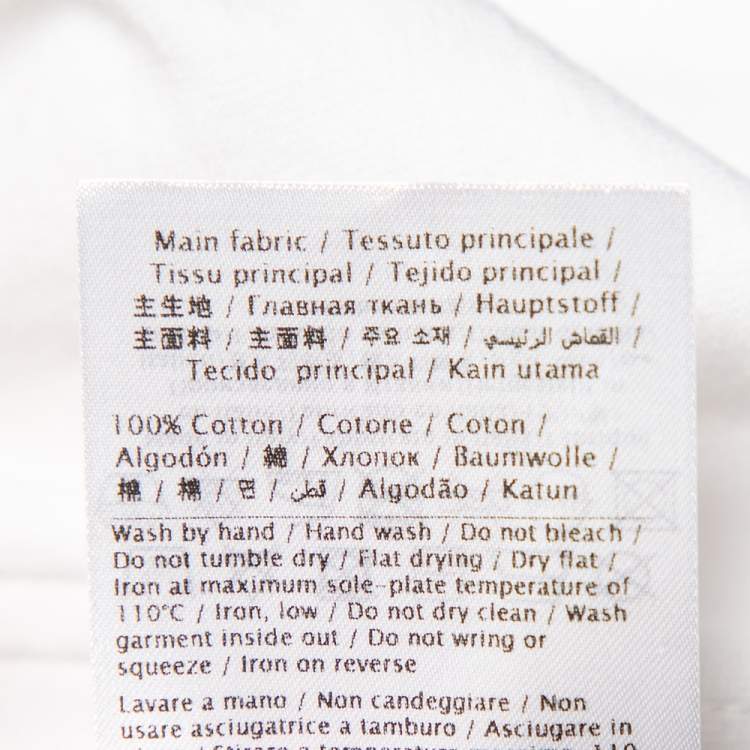 Main fabric / Tessuto principale /
Tissu principal / Tejido principal /
主生地 / Главная ткань / Hauptstoff /
主面料 / 主面料 / 주요 소재 / القماش الرئيسي /
Tecido principal / Kain utama
100% Cotton / Cotone / Coton /
Algodón / 綿 / Хлопок / Baumwolle /
棉 / 棉 / 면 / قطن / Algodão / Katun
Wash by hand / Hand wash / Do not bleach /
Do not tumble dry / Flat drying / Dry flat /
Iron at maximum sole-plate temperature of
110°C / Iron, low / Do not dry clean / Wash
garment inside out / Do not wring or
squeeze / Iron on reverse
Lavare a mano / Non candeggiare / Non
usare asciugatrice a tamburo / Asciugare in